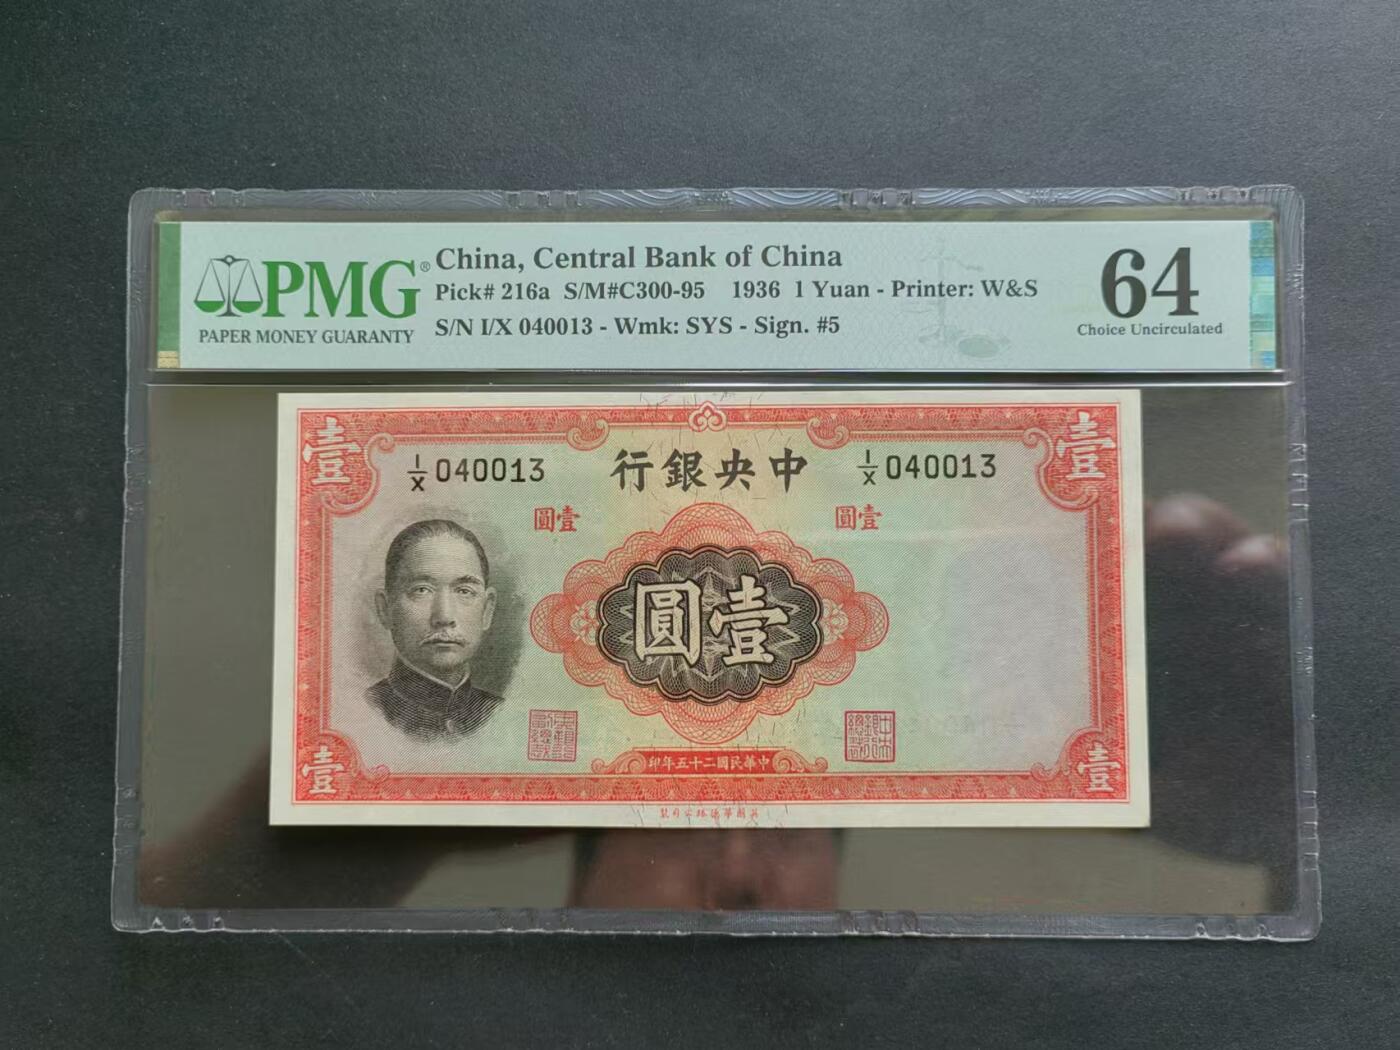 PMG®
PAPER MONEY GUARANTY
China, Central Bank of China
Pick# 216a S/M#C300-95 1936 1 Yuan - Printer: W&S
S/N I/X 040013 - Wmk: SYS - Sign. #5
64
Choice Uncirculated
壹 壹
I/X 040013 行銀央中 I/X 040013
圓壹 圓壹
圓壹
印年五十二國民華中
壹 壹